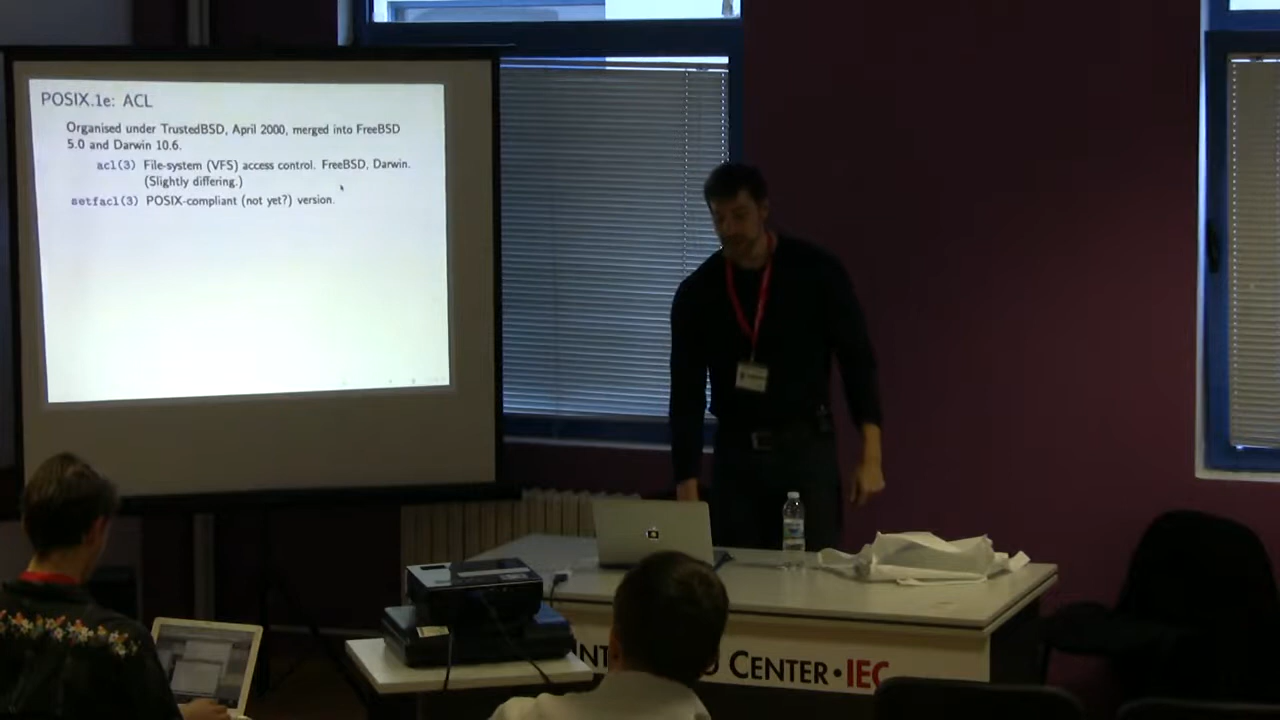 POSIX.1e: ACL
Organised under TrustedBSD, April 2000, merged into FreeBSD
5.0 and Darwin 10.6.
acl(3) File-system (VFS) access control. FreeBSD, Darwin.
(Slightly differing.)
setfacl(3) POSIX-compliant (not yet?) version.
CENTER • IEC